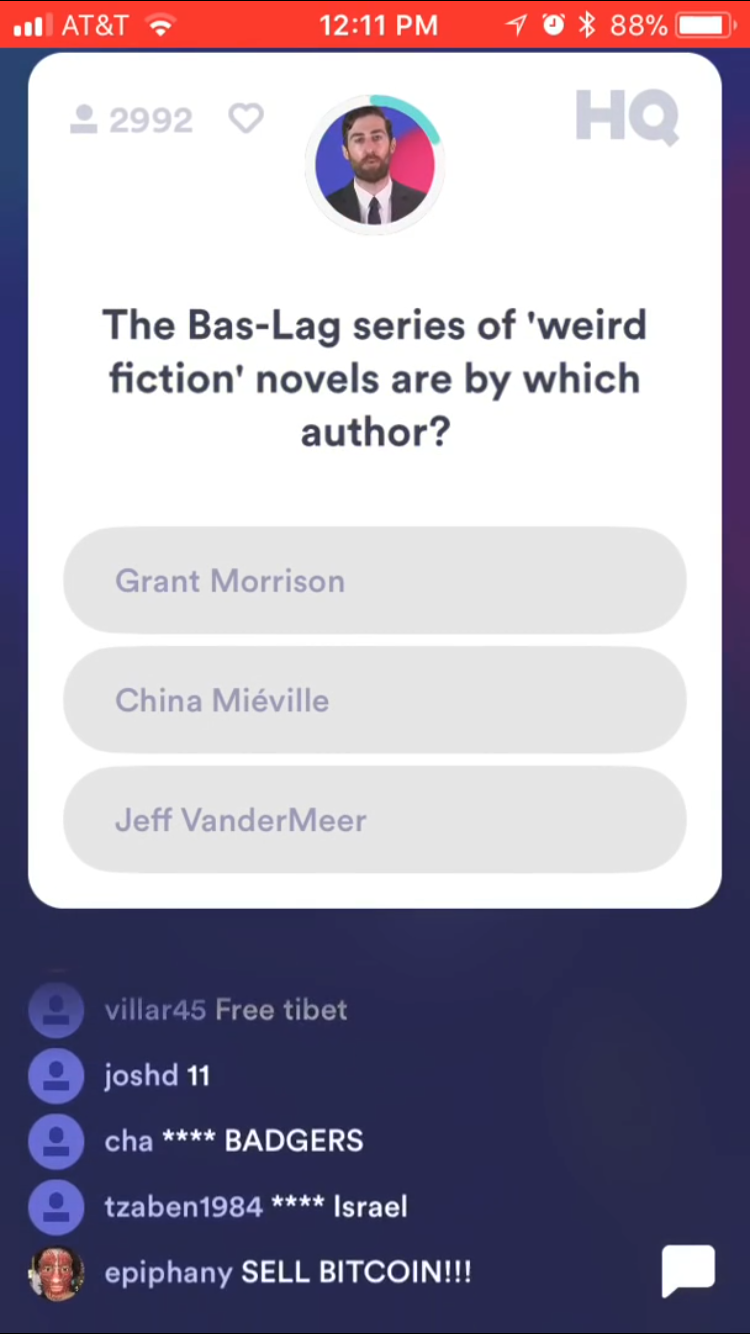 AT&T 12:11 PM 88%
2992 HQ
The Bas-Lag series of 'weird
fiction' novels are by which
author?
Grant Morrison
China Miéville
Jeff VanderMeer
villar45 Free tibet
joshd 11
cha **** BADGERS
tzaben1984 **** Israel
epiphany SELL BITCOIN!!!